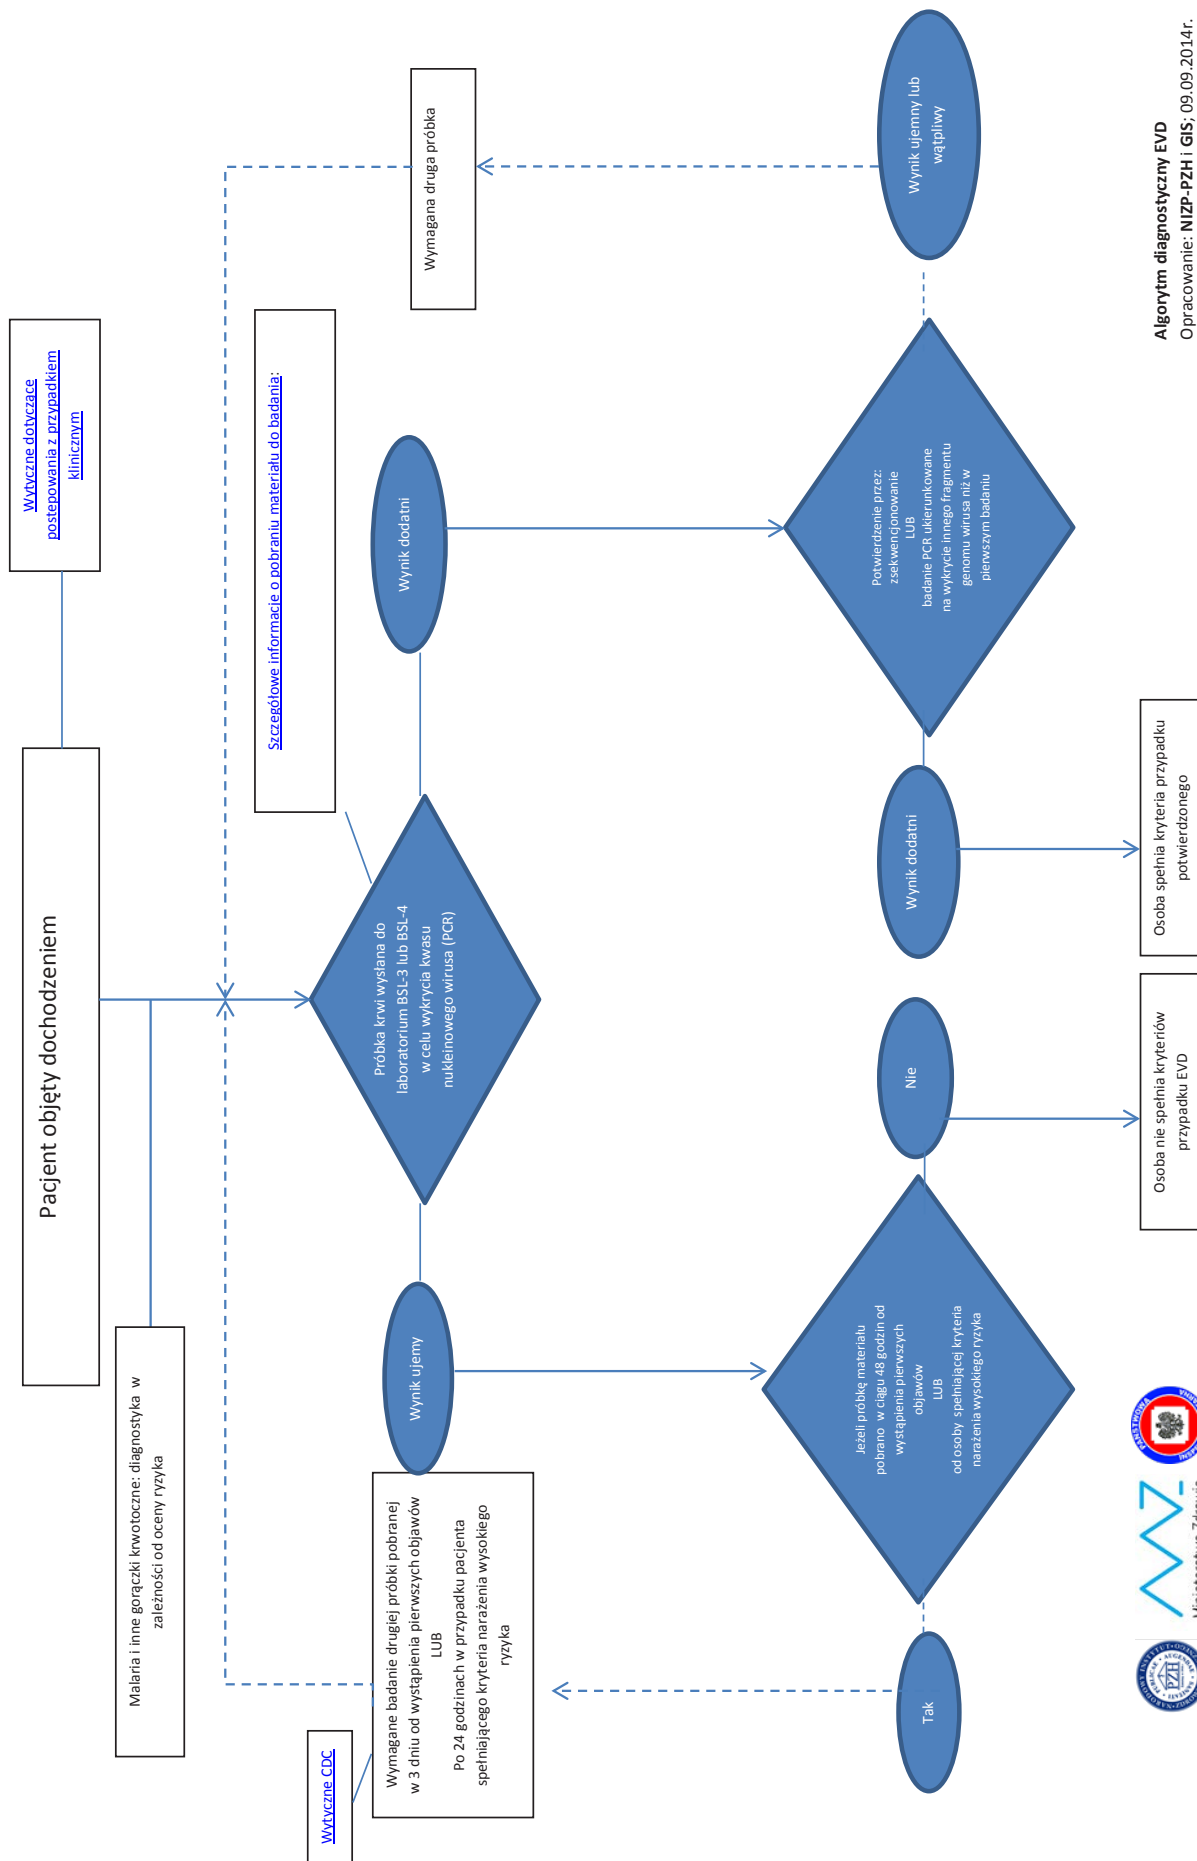 Pacjent objęty dochodzeniem
Wytyczne dotyczące
postepowania z przypadkiem
klinicznym
Malaria i inne gorączki krwotoczne: diagnostyka w
zależności od oceny ryzyka
Szczegółowe informacje o pobraniu materiału do badania:
Wytyczne CDC
Wymagane badanie drugiej próbki pobranej
w 3 dniu od wystąpienia pierwszych objawów
LUB
Po 24 godzinach w przypadku pacjenta
spełniającego kryteria narażenia wysokiego
ryzyka
Wynik ujemy
Próbka krwi wysłana do
laboratorium BSL-3 lub BSL-4
w celu wykrycia kwasu
nukleinowego wirusa (PCR)
Wynik dodatni
Wymagana druga próbka
Tak
Jeżeli próbkę materiału
pobrano w ciągu 48 godzin od
wystąpienia pierwszych
objawów
LUB
od osoby spełniającej kryteria
narażenia wysokiego ryzyka
Nie
Wynik dodatni
Potwierdzenie przez:
zsekwencjonowanie
LUB
badanie PCR ukierunkowane
na wykrycie innego fragmentu
genomu wirusa niż w
pierwszym badaniu
Wynik ujemny lub
wątpliwy
Osoba nie spełnia kryteriów
przypadku EVD
Osoba spełnia kryteria przypadku
potwierdzonego
PZH
Ministerstwo Zdrowia
Algorytm diagnostyczny EVD
Opracowanie: NIZP-PZH i GIS; 09.09.2014r.